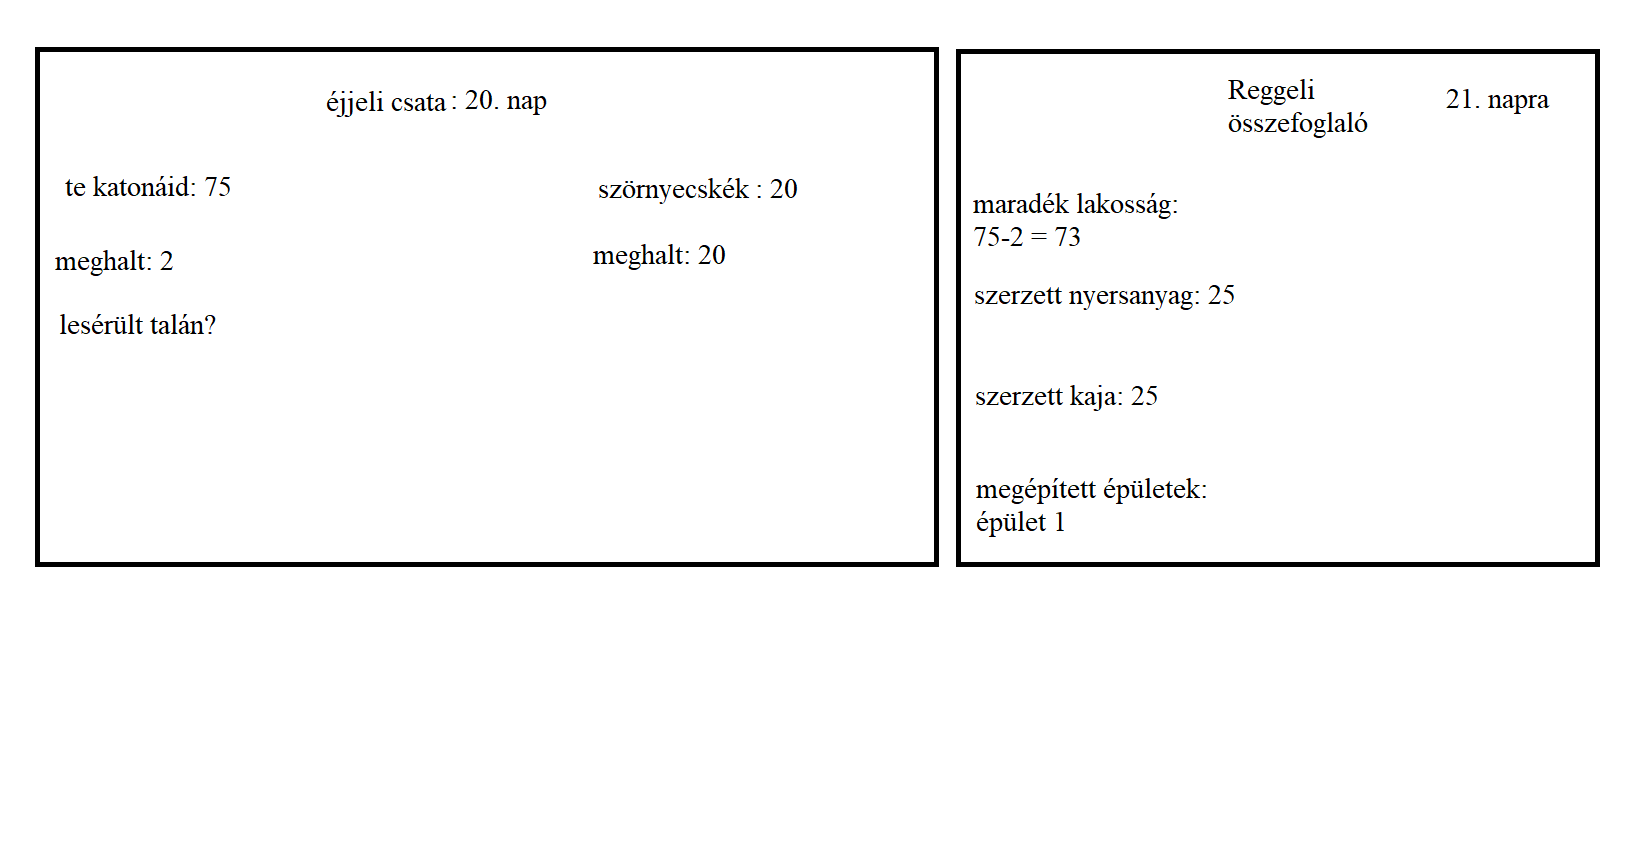 éjjeli csata : 20. nap
te katonáid: 75
szörnyecskék : 20
meghalt: 2
meghalt: 20
lesérült talán?
Reggeli
összefoglaló
21. napra
maradék lakosság:
75-2 = 73
szerzett nyersanyag: 25
szerzett kaja: 25
megépített épületek:
épület 1